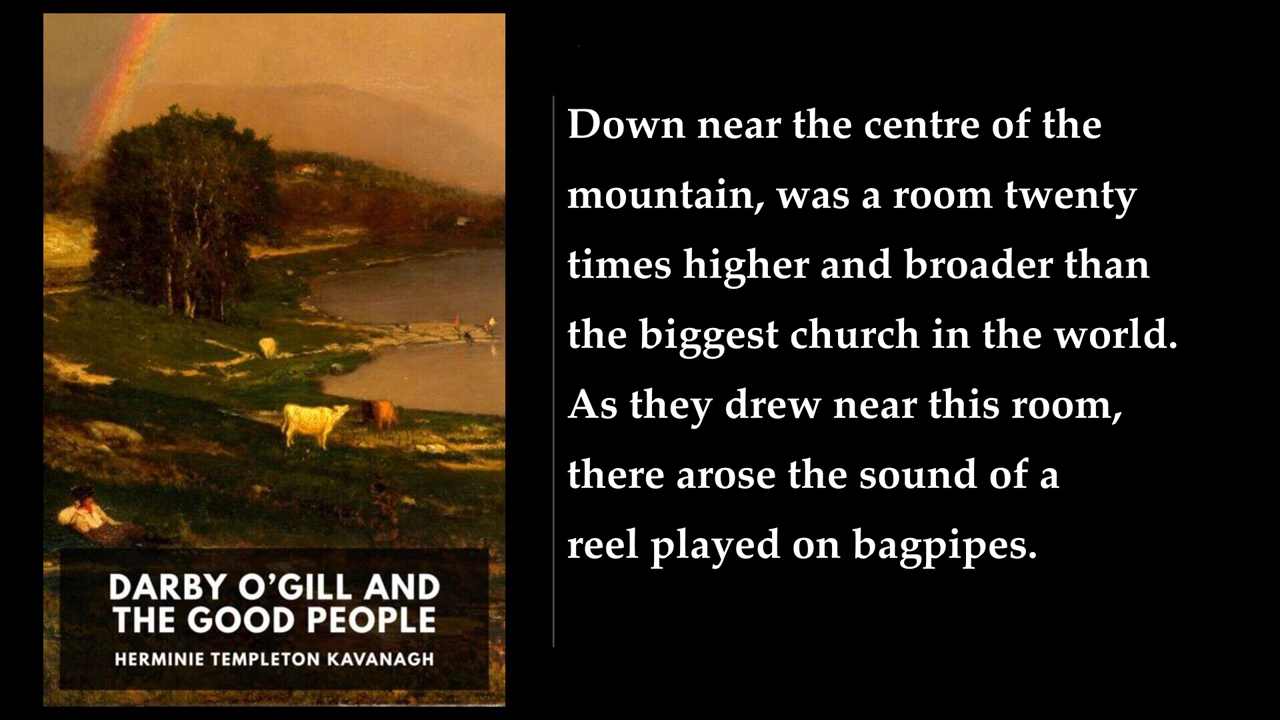 DARBY O’GILL AND
THE GOOD PEOPLE
HERMINIE TEMPLETON KAVANAGH
Down near the centre of the
mountain, was a room twenty
times higher and broader than
the biggest church in the world.
As they drew near this room,
there arose the sound of a
reel played on bagpipes.